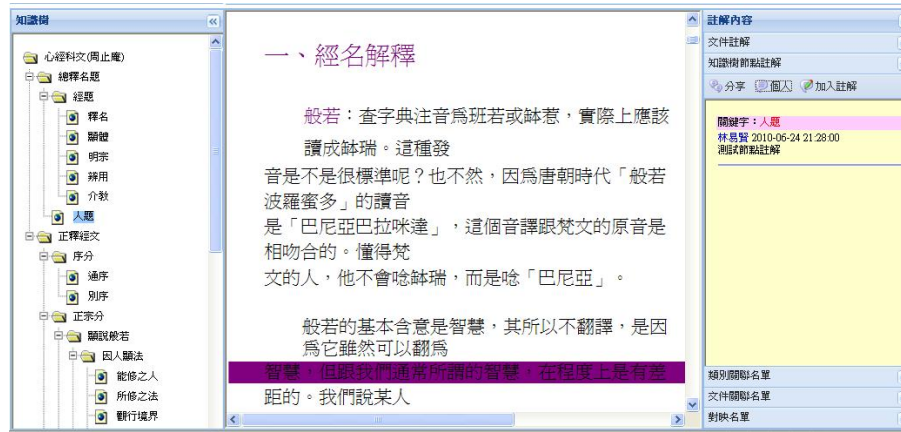 知識樹
心經科文(周止菴)
總釋名題
經題
釋名
顯體
明宗
辨用
介教
人題
正釋經文
序分
通序
別序
正宗分
顯說般若
因人顯法
能修之人
所修之法
觀行境界
一、經名解釋
般若：查字典注音爲班若或缽惹，實際上應該
讀成缽瑞。這種發
音是不是很標準呢？也不然，因爲唐朝時代「般若
波羅蜜多」的讀音
是「巴尼亞巴拉咪達」，這個音譯跟梵文的原音是
相吻合的。懂得梵
文的人，他不會唸缽瑞，而是唸「巴尼亞」。
般若的基本含意是智慧，其所以不翻譯，是因
爲它雖然可以翻爲
智慧，但跟我們通常所謂的智慧，在程度上是有差
距的。我們說某人
註解內容
文件註解
知識樹節點註解
分享 個人 加入註解
關鍵字：人題
林易賢 2010-06-24 21:28:00
測試節點註解
類別關聯名單
文件關聯名單
對映名單